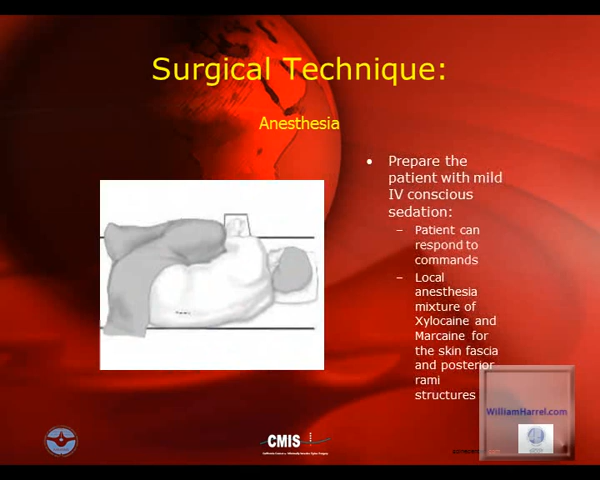 Surgical Technique:
Anesthesia
• Prepare the
patient with mild
IV conscious
sedation:
– Patient can
respond to
commands
– Local
anesthesia
mixture of
Xylocaine and
Marcaine for
the skin fascia
and posterior
rami
structures
WilliamHarrel.com
CMIS